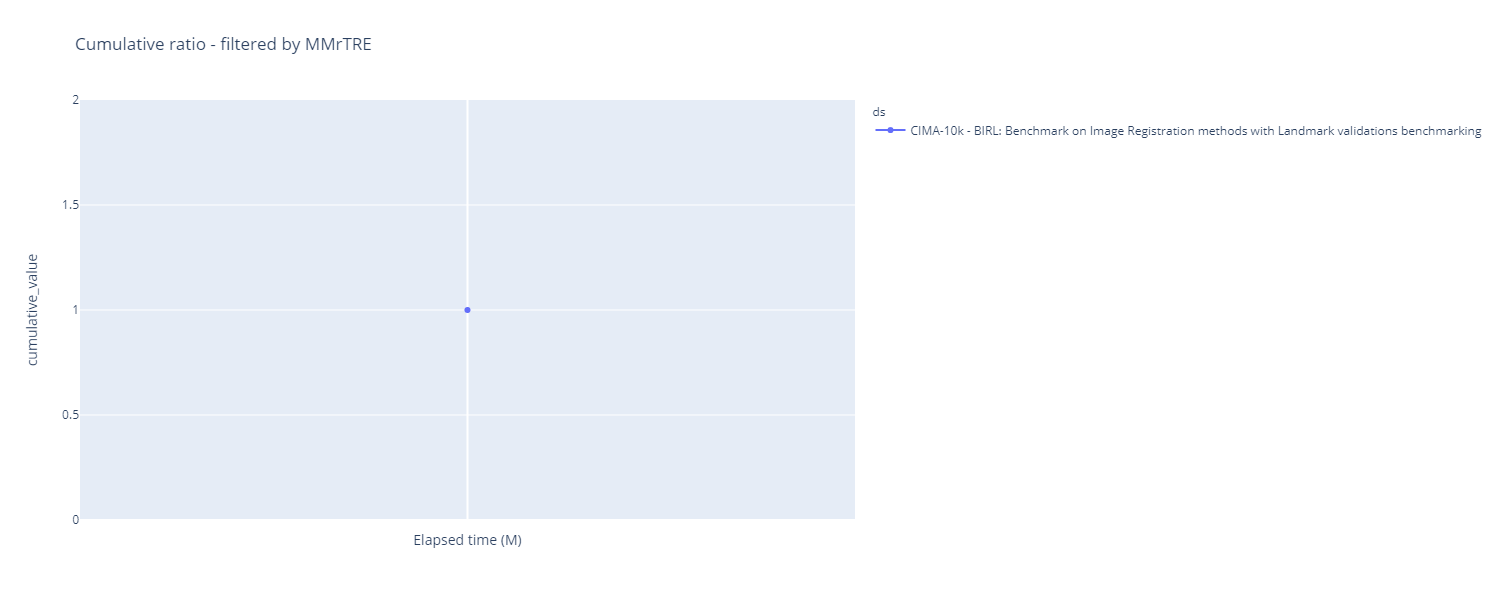 Cumulative ratio - filtered by MMrTRE
2
1.5
1
0.5
0
cumulative_value
Elapsed time (M)
ds
CIMA-10k - BIRL: Benchmark on Image Registration methods with Landmark validations benchmarking